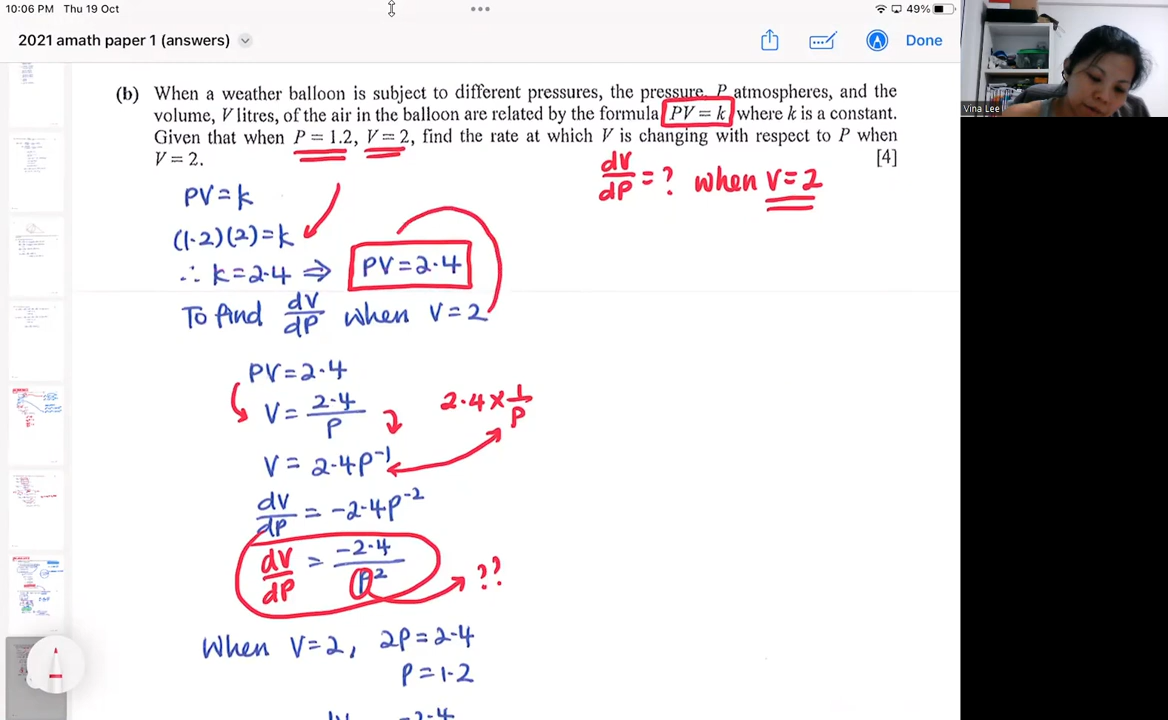 10:06 PM Thu 19 Oct
49%
2021 amath paper 1 (answers)
Done
Vina Lee
(b) When a weather balloon is subject to different pressures, the pressure, P atmospheres, and the
volume, V litres, of the air in the balloon are related by the formula PV = k where k is a constant.
Given that when P = 1.2, V = 2, find the rate at which V is changing with respect to P when
V = 2.
[4]
dV/dP = ? when V = 2
PV = k
(1.2)(2) = k
∴ k = 2.4 ⇒ PV = 2.4
To find dV/dP when V = 2
PV = 2.4
V = 2.4/P
2.4 × 1/P
V = 2.4P⁻¹
dV/dP = -2.4P⁻²
dV/dP = -2.4/P²
??
When V = 2, 2P = 2.4
P = 1.2
-2.4